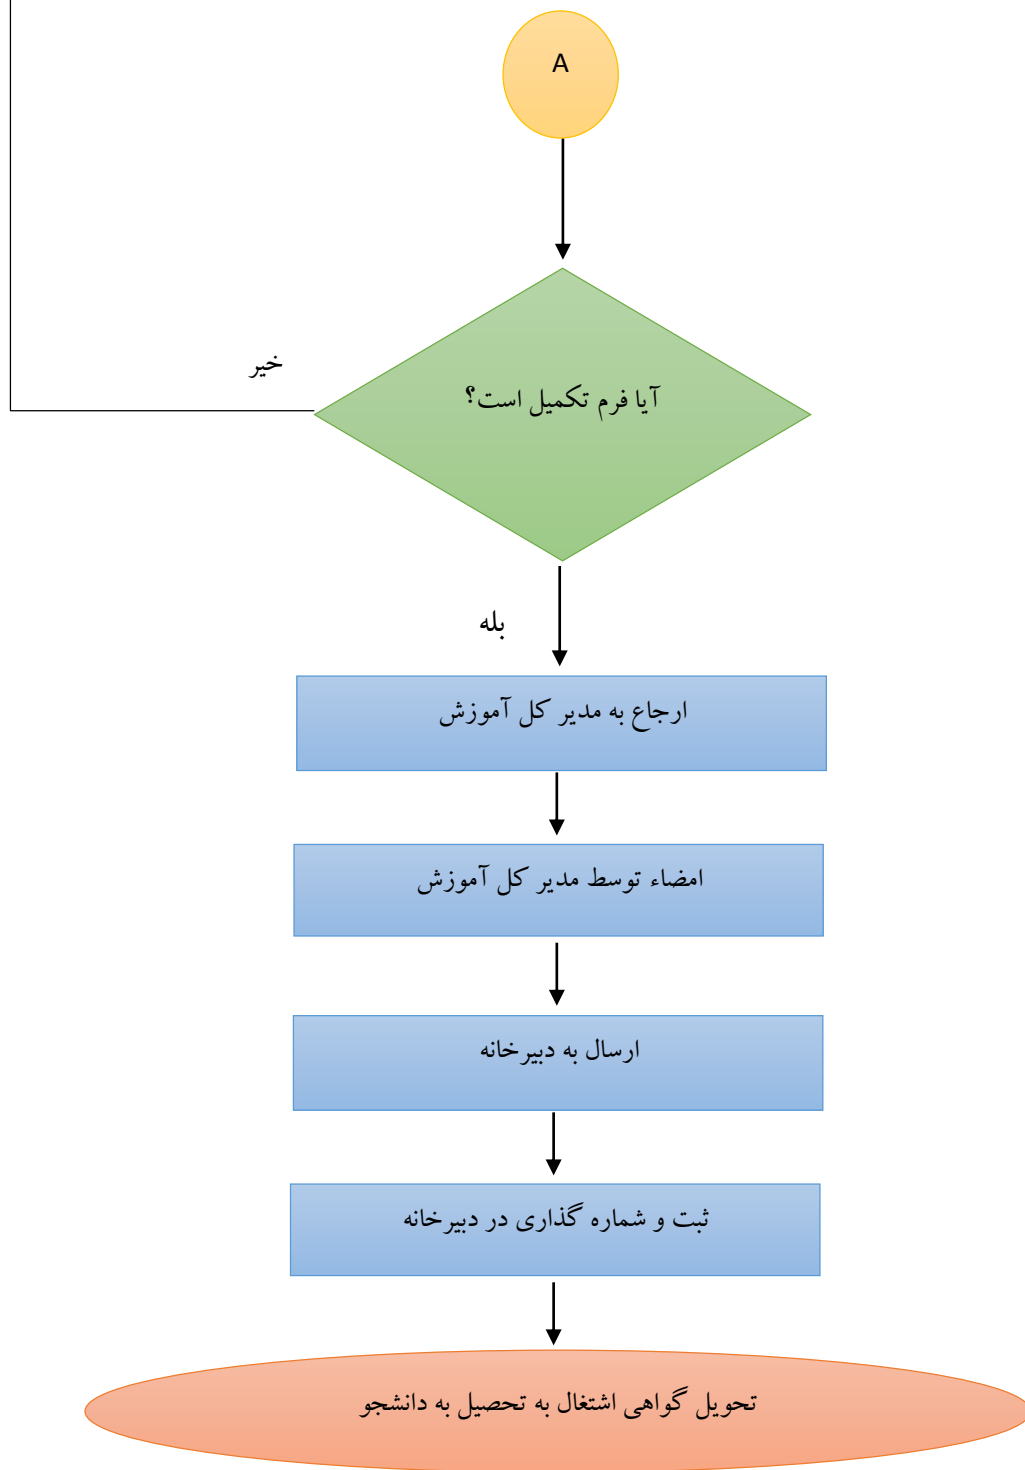 A
خیر
آیا فرم تکمیل است؟
بله
ارجاع به مدیر کل آموزش
امضاء توسط مدیر کل آموزش
ارسال به دبیرخانه
ثبت و شماره گذاری در دبیرخانه
تحویل گواهی اشتغال به تحصیل به دانشجو